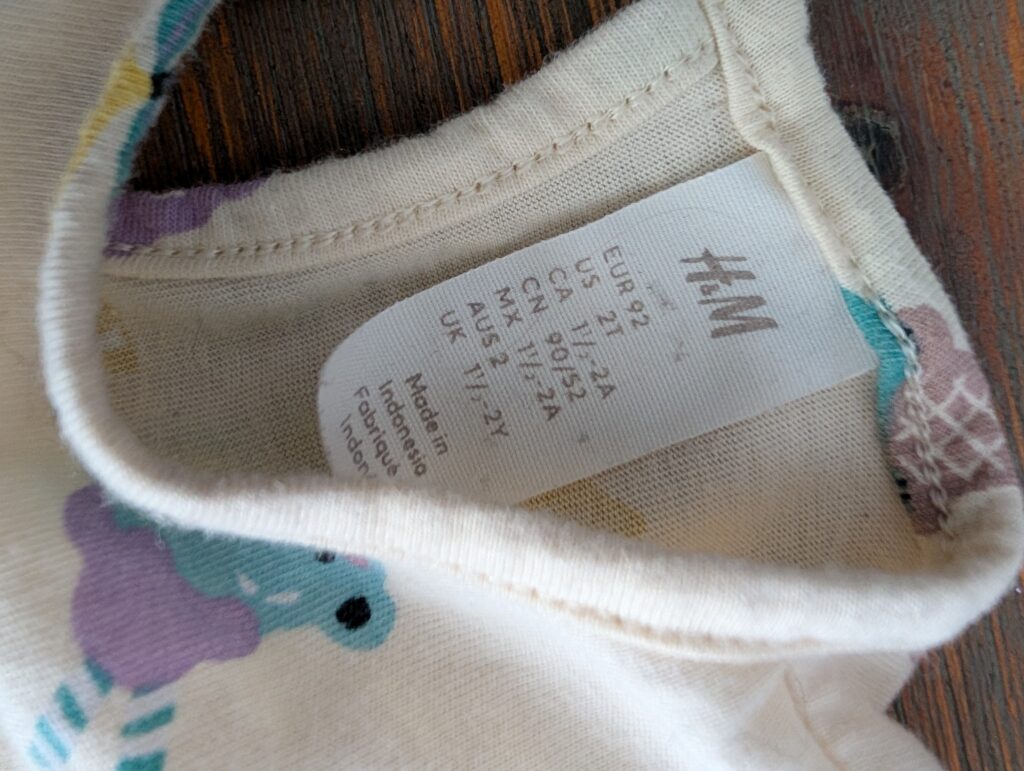 H&M
EUR 92
US 2T
CA 1½-2A
CN 90/52
MX 1½-2A
AUS 2
UK 1½-2Y
Made in
Indonesia
Fabriqué